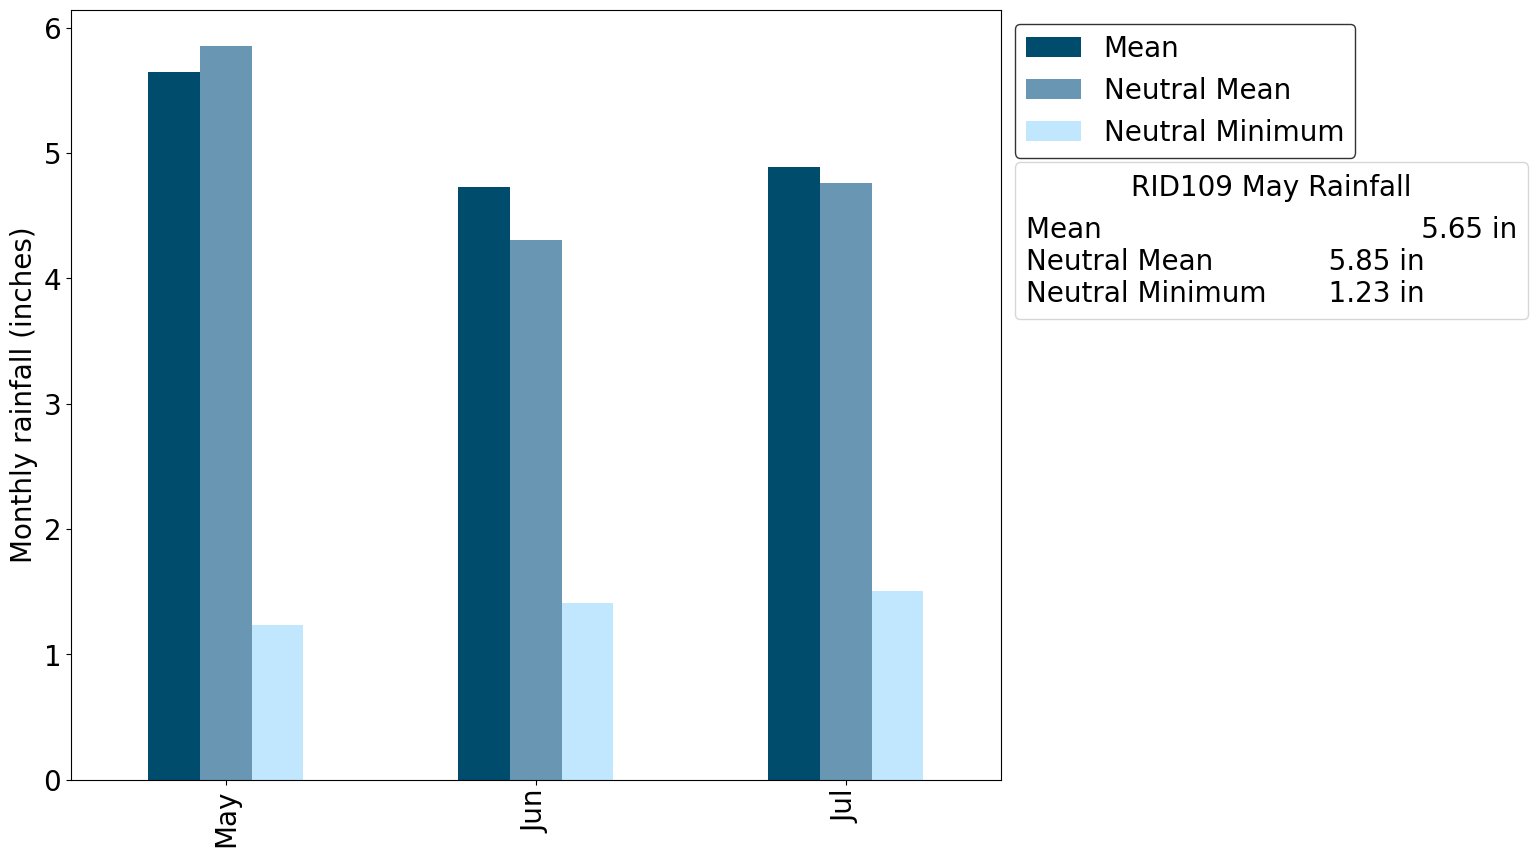 Monthly rainfall (inches)
6
5
4
3
2
1
0
May
Jun
Jul
Mean
Neutral Mean
Neutral Minimum
RID109 May Rainfall
Mean 5.65 in
Neutral Mean 5.85 in
Neutral Minimum 1.23 in